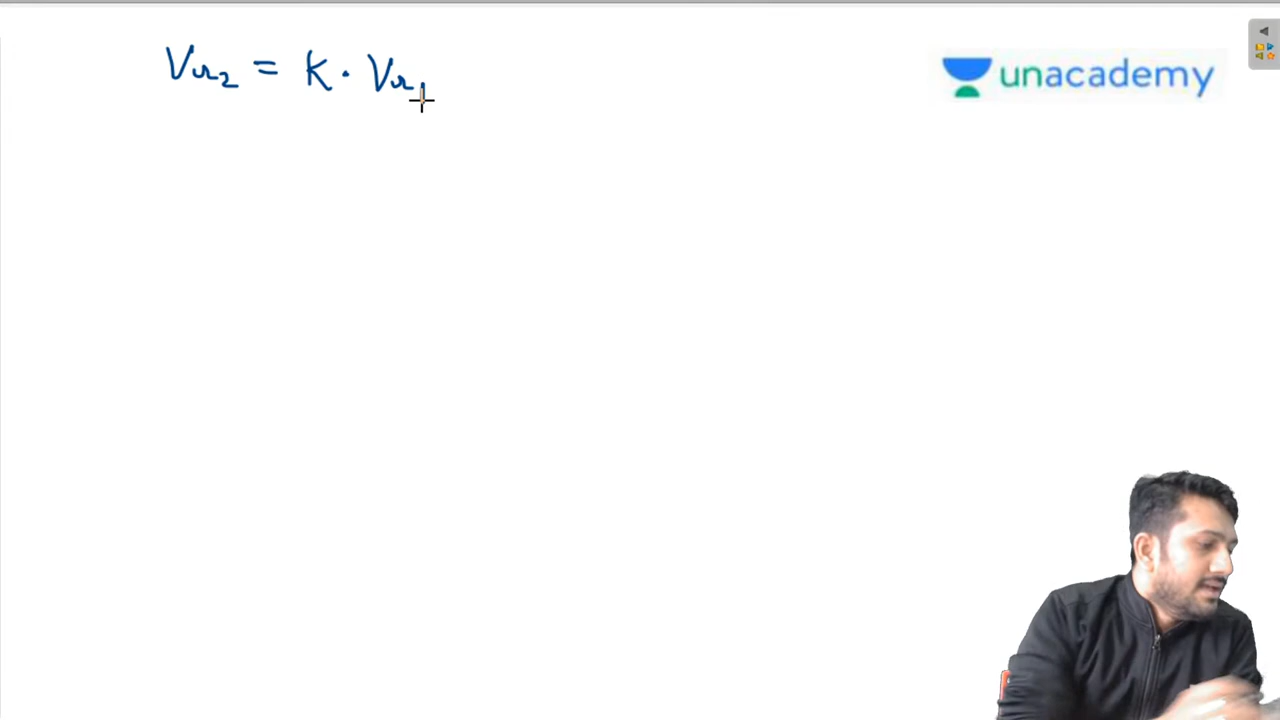 Vr₂ = K · Vr₁
unacademy